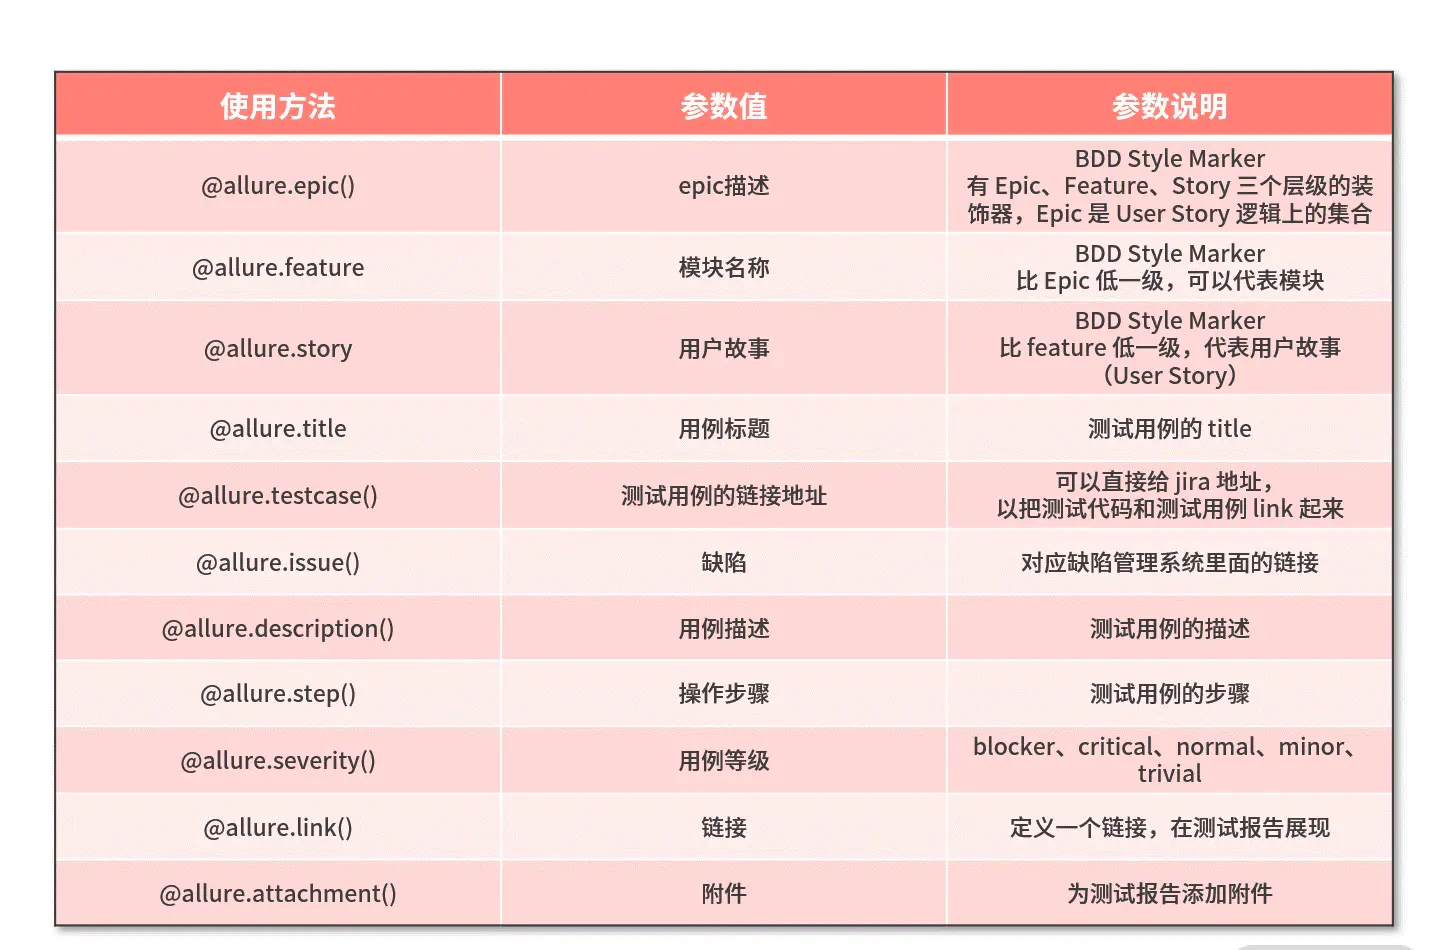 使用方法
参数值
参数说明
@allure.epic()
epic描述
BDD Style Marker
有 Epic、Feature、Story 三个层级的装
饰器，Epic 是 User Story 逻辑上的集合
@allure.feature
模块名称
BDD Style Marker
比 Epic 低一级，可以代表模块
@allure.story
用户故事
BDD Style Marker
比 feature 低一级，代表用户故事
（User Story）
@allure.title
用例标题
测试用例的 title
@allure.testcase()
测试用例的链接地址
可以直接给 jira 地址，
以把测试代码和测试用例 link 起来
@allure.issue()
缺陷
对应缺陷管理系统里面的链接
@allure.description()
用例描述
测试用例的描述
@allure.step()
操作步骤
测试用例的步骤
@allure.severity()
用例等级
blocker、critical、normal、minor、
trivial
@allure.link()
链接
定义一个链接，在测试报告展现
@allure.attachment()
附件
为测试报告添加附件